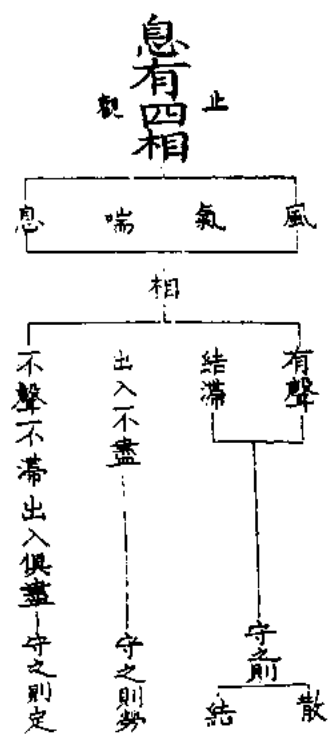 息有四相
止
觀
風
氣
喘
息
相
有聲
結滯
守之則
散
結
出入不盡
守之則勞
不聲不滯出入俱盡
守之則定